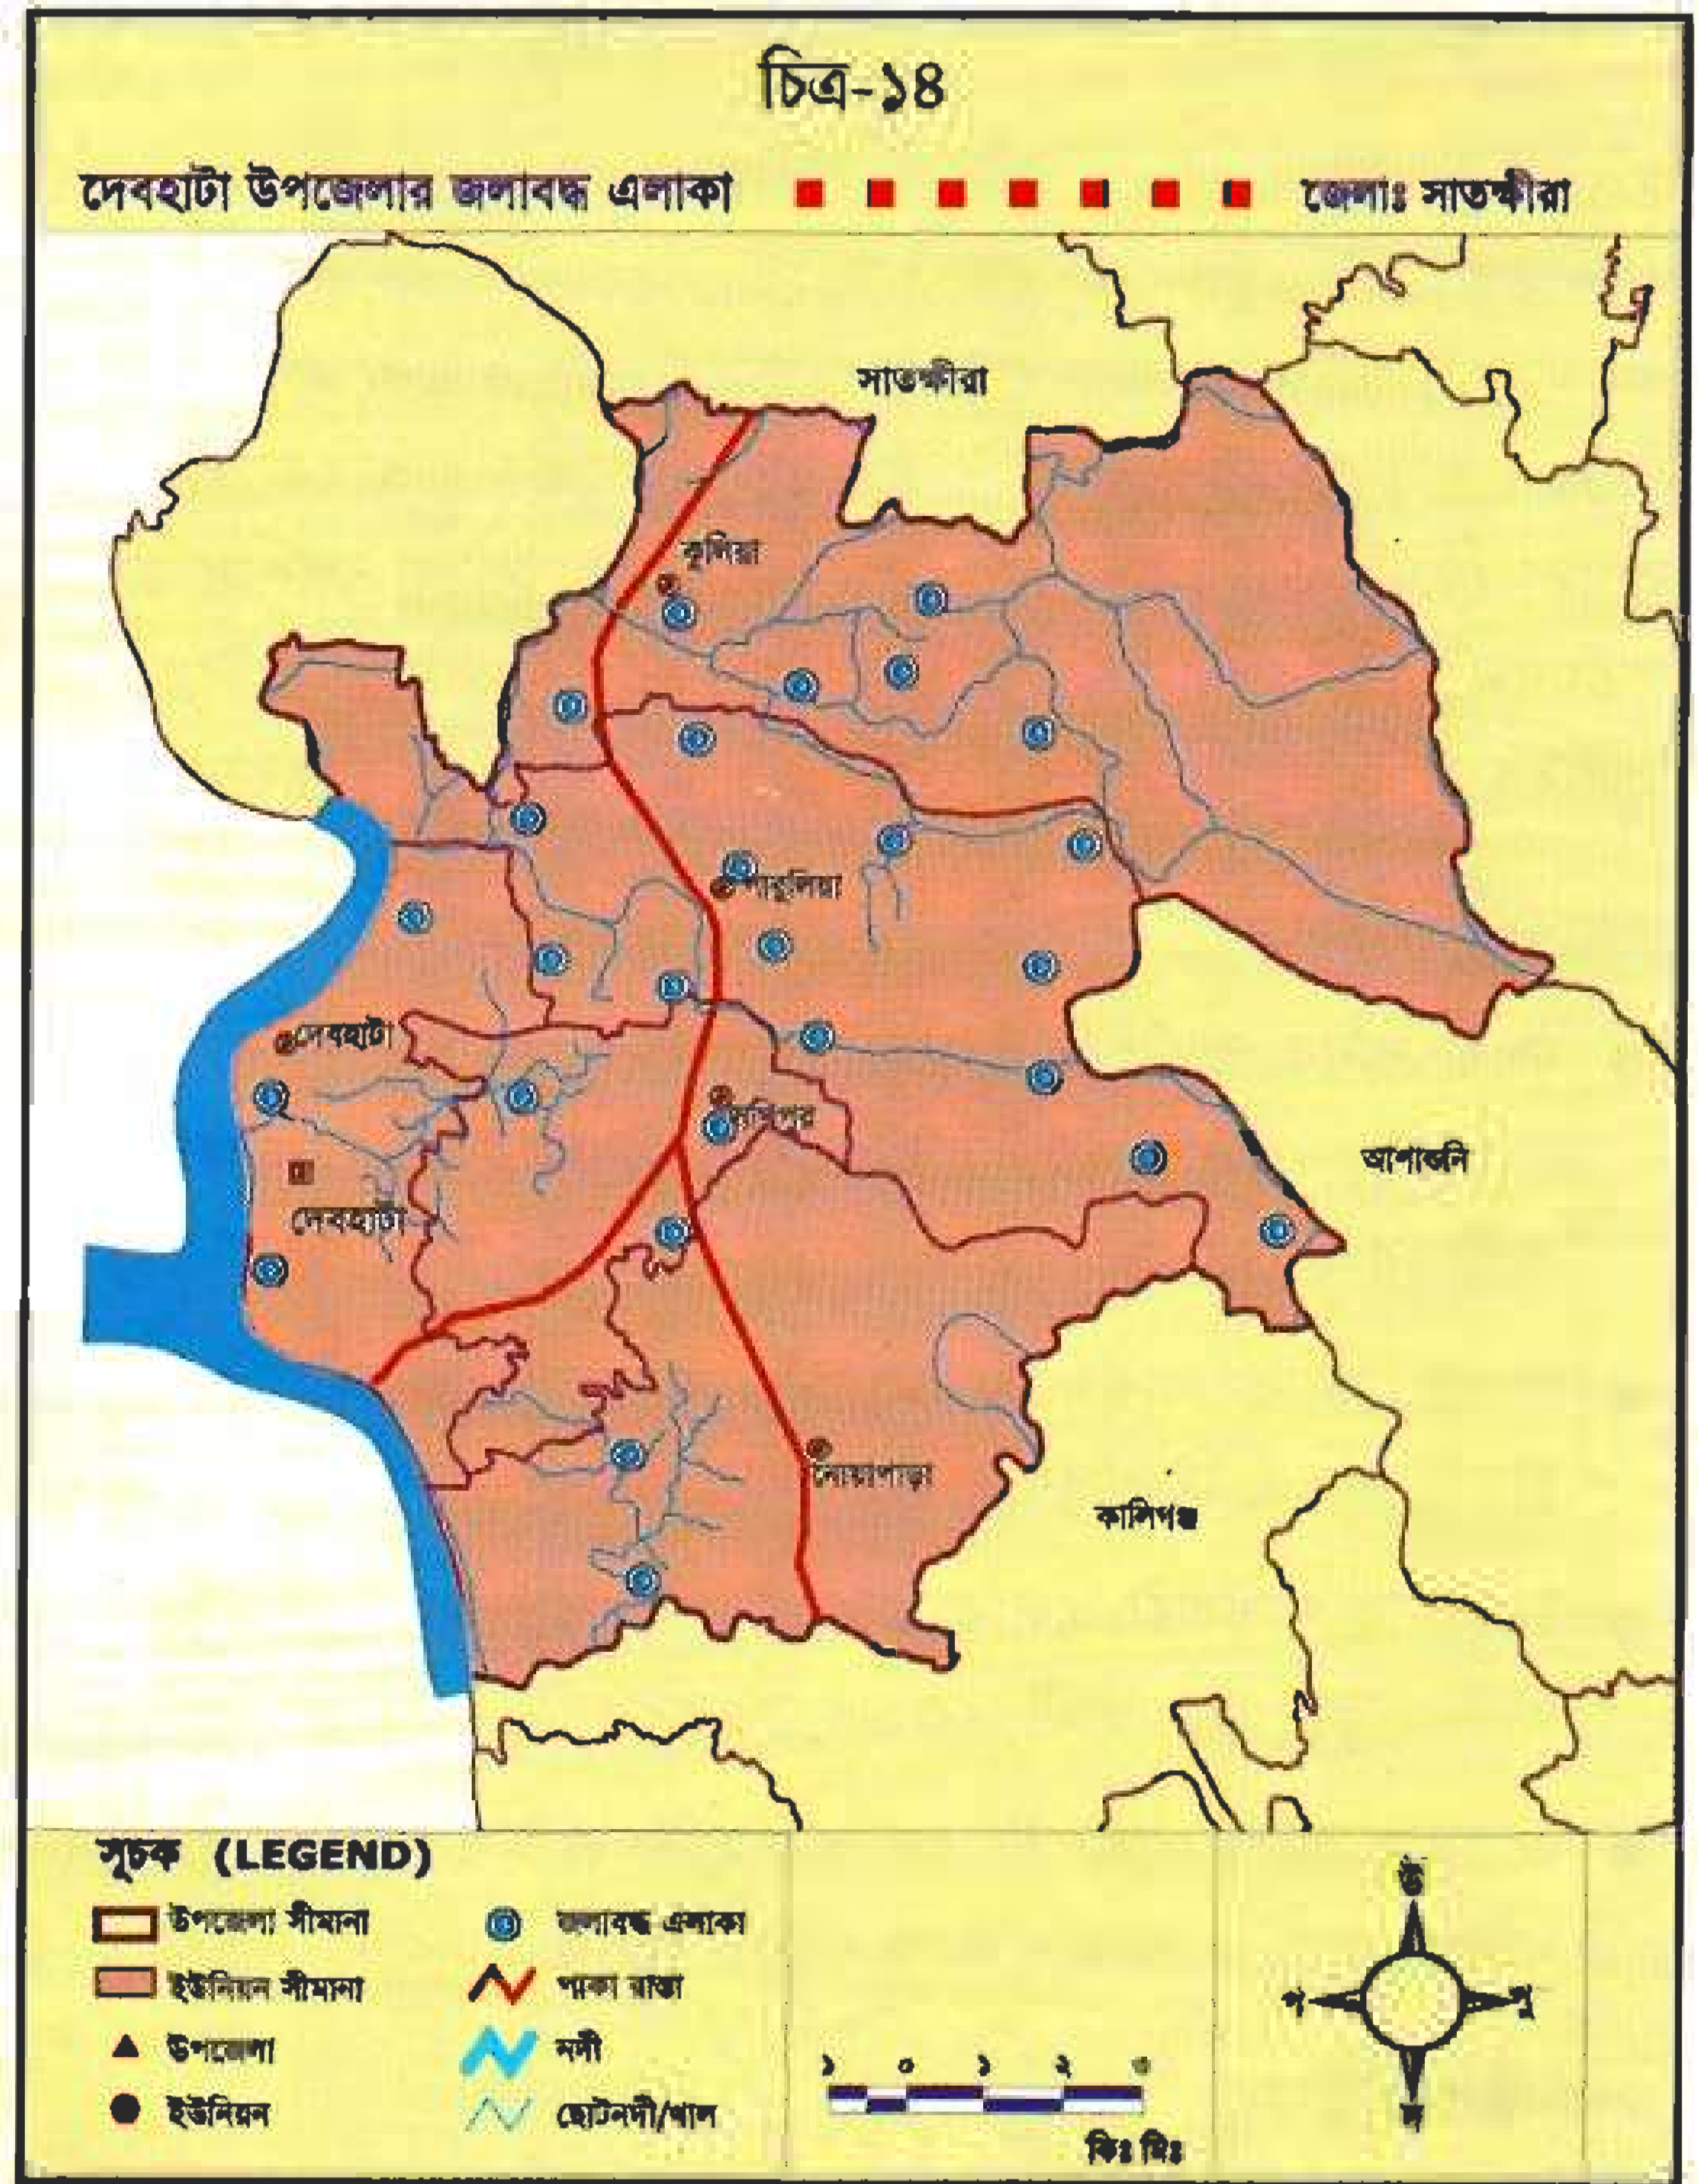 চিত্র-১৪
দেবহাটা উপজেলার জলাবদ্ধ এলাকা জেলাঃ সাতক্ষীরা
সাতক্ষীরা
কুলিয়া
পারুলিয়া
দেবহাটা
সখিপুর
আশাশুনি
দেবহাটা
নোয়াপাড়া
কালিগঞ্জ
সূচক (LEGEND)
উপজেলা সীমানা
ইউনিয়ন সীমানা
উপজেলা
ইউনিয়ন
জলাবদ্ধ এলাকা
পাকা রাস্তা
নদী
ছোটনদী/খাল
১ ০ ১ ২ ৩
কিঃ মিঃ
উ
প পু
দ